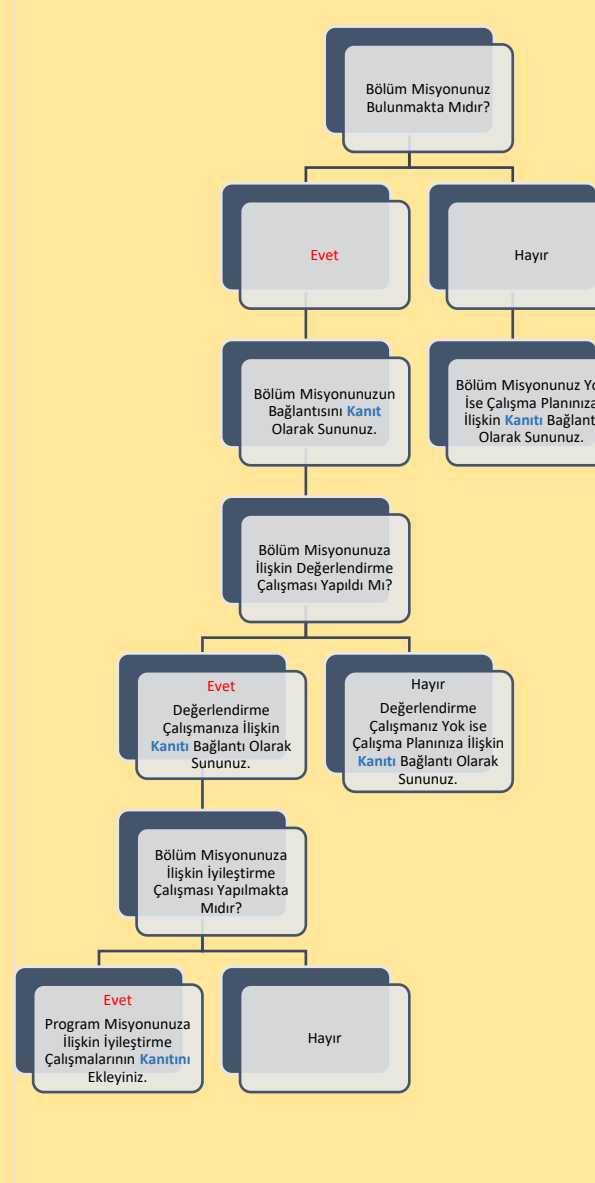 Bölüm Misyonunuz
Bulunmakta Mıdır?
Evet
Hayır
Bölüm Misyonunuzun
Bağlantısını Kanıt
Olarak Sununuz.
Bölüm Misyonunuz
İse Çalışma Planınıza
İlişkin Kanıtı
Olarak Sununuz.
Bölüm Misyonunuza
İlişkin Değerlendirme
Çalışması Yapıldı Mı?
Evet
Değerlendirme
Çalışmanıza İlişkin
Kanıtı Bağlantı Olarak
Sununuz.
Hayır
Değerlendirme
Çalışmanız Yok ise
Çalışma Planınıza İlişkin
Kanıtı Bağlantı Olarak
Sununuz.
Bölüm Misyonunuza
İlişkin İyileştirme
Çalışması Yapılmakta
Mıdır?
Evet
Program Misyonunuza
İlişkin İyileştirme
Çalışmalarının Kanıtını
Ekleyiniz.
Hayır